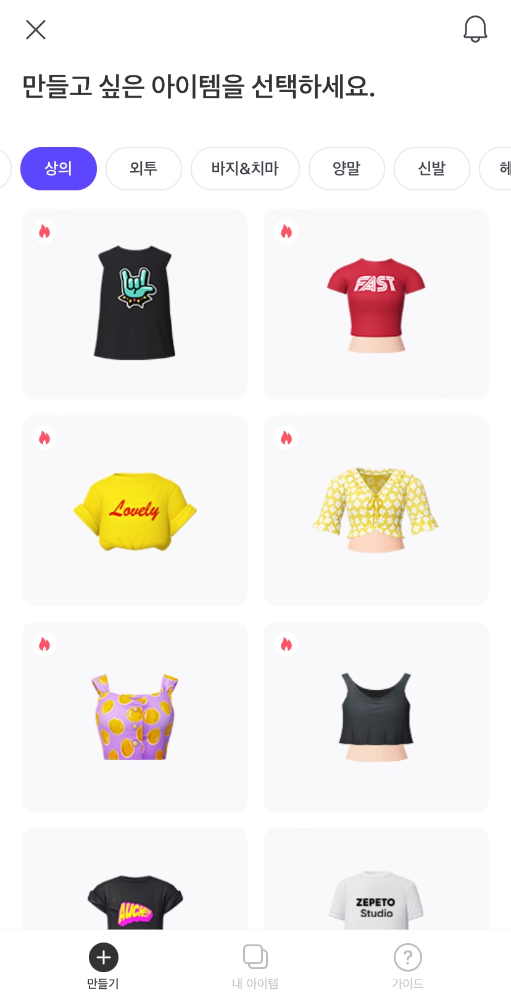 만들고 싶은 아이템을 선택하세요.
상의 외투 바지&치마 양말 신발 헤
FAST
Lovely
AUCH!!!
ZEPETO
Studio
만들기 내 아이템 가이드